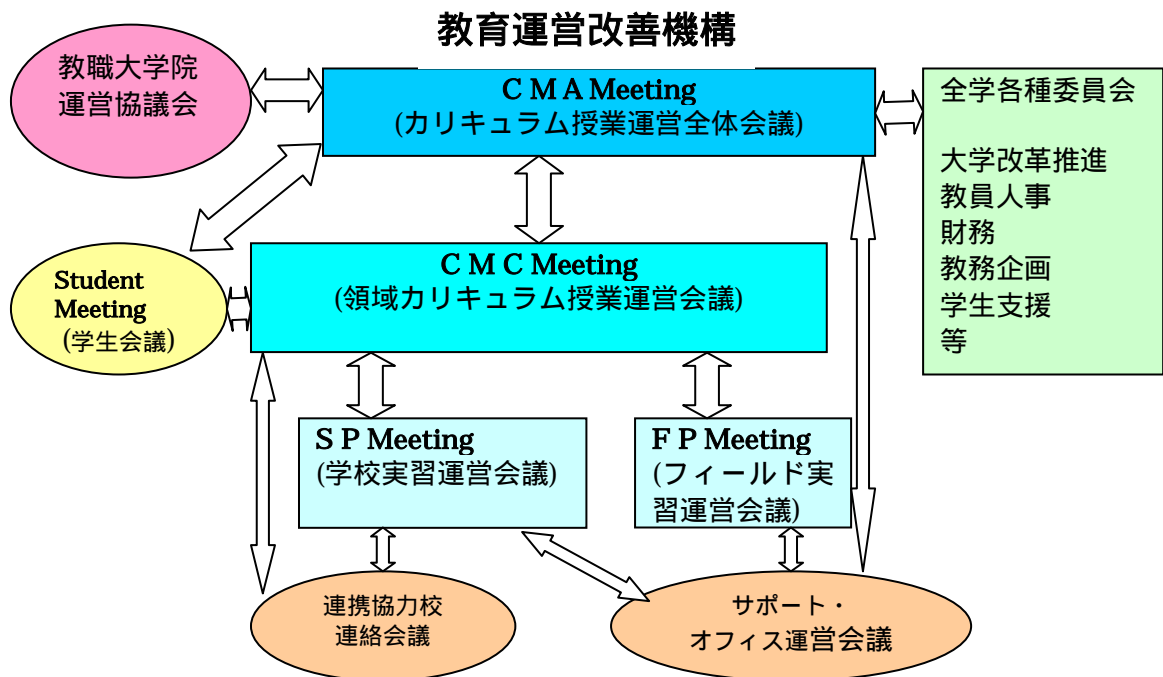 教育運営改善機構
教職大学院
運営協議会
C M A Meeting
(カリキュラム授業運営全体会議)
全学各種委員会
大学改革推進
教員人事
財務
教務企画
学生支援
等
Student
Meeting
(学生会議)
C M C Meeting
(領域カリキュラム授業運営会議)
S P Meeting
(学校実習運営会議)
F P Meeting
(フィールド実
習運営会議)
連携協力校
連絡会議
サポート・
オフィス運営会議